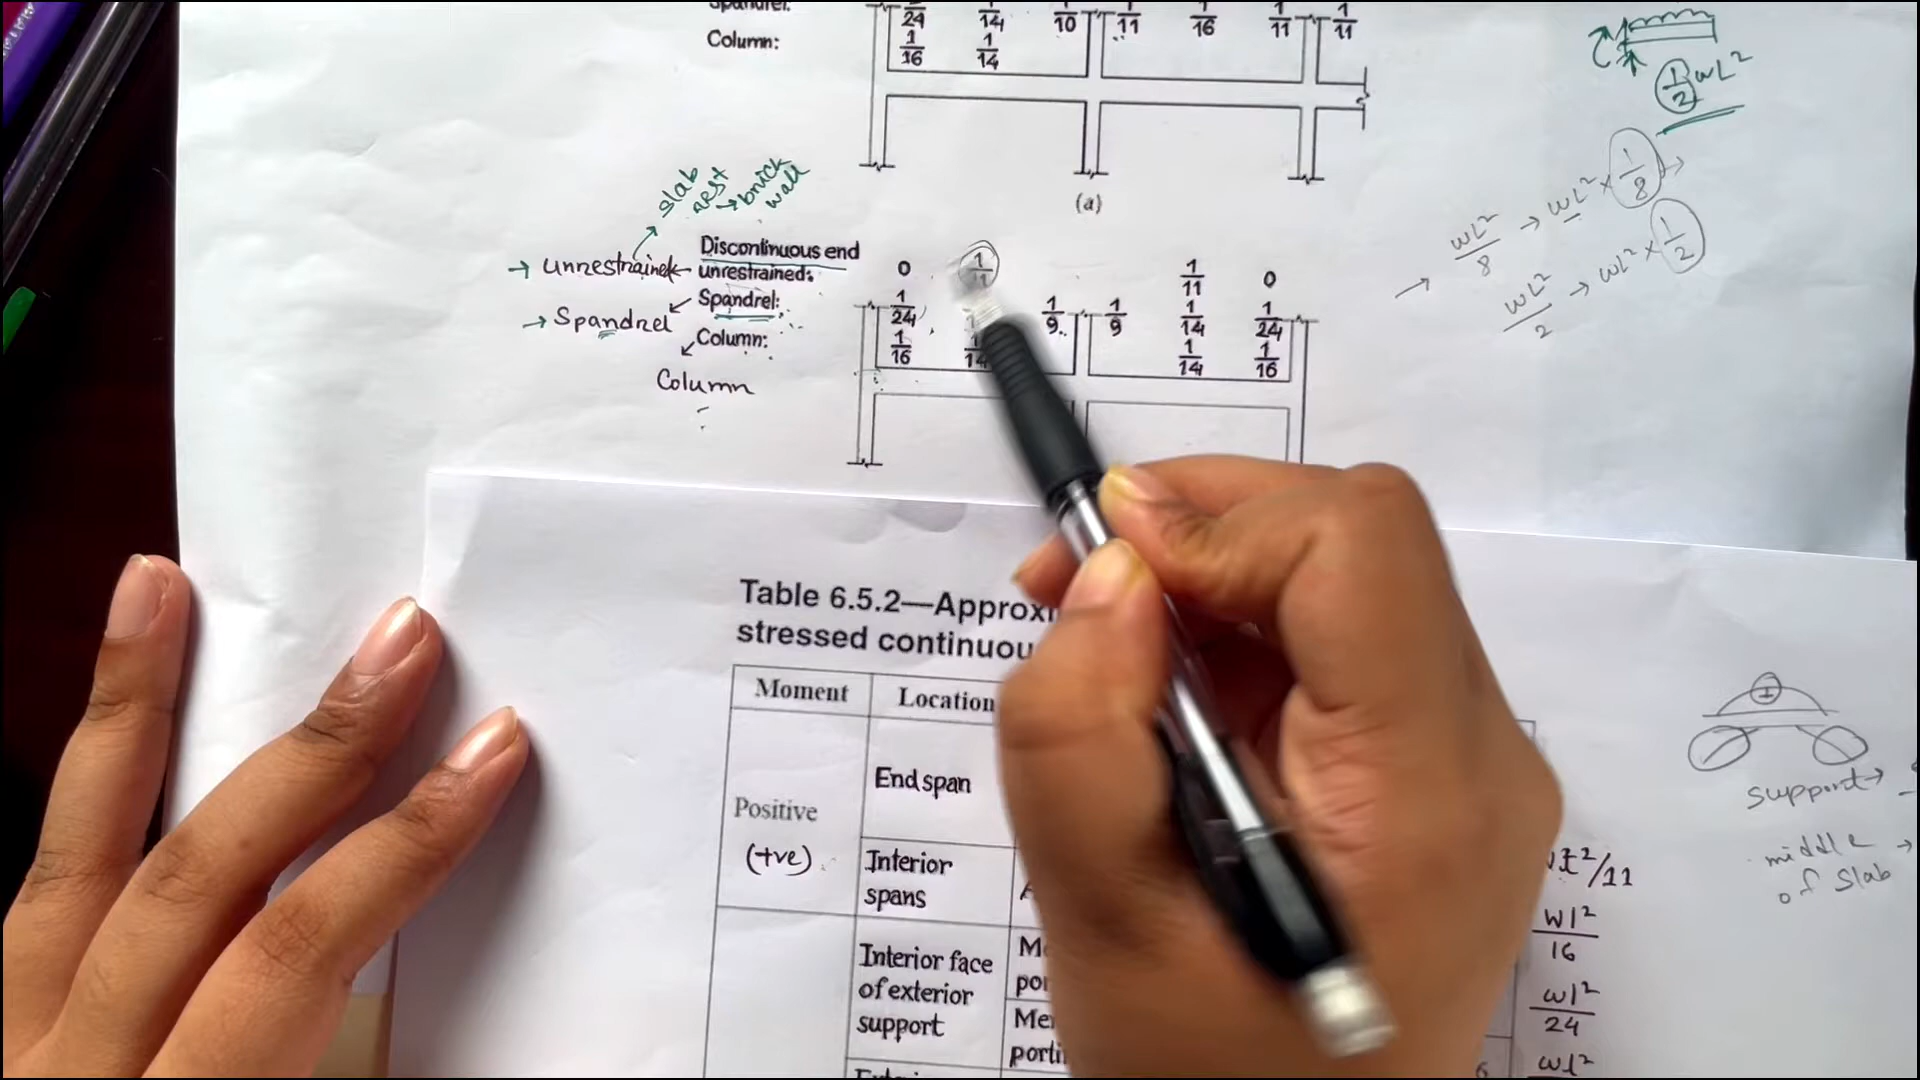 Column:
1/24 1/14 1/10 1/11 1/16 1/11 1/11
1/16 1/14
(a)
1/2 wL²
slab
rest
→ brick
wall
→ unrestrained
Discontinuous end
unrestrained:
0 1/11 1/11 0
→ Spandrel
Spandrel:
1/24 1/9 1/9 1/14 1/24
Column:
1/16 1/14 1/14 1/16
Column
→ wL²/8 → wL² × 1/8 →
wL²/2 → wL² × 1/2
Table 6.5.2—
stressed
Moment Location
Positive
(+ve)
End span
Interior
spans
Interior face
of exterior
support
wl²/16
wl²/24
wl²
support →
middle →
of slab